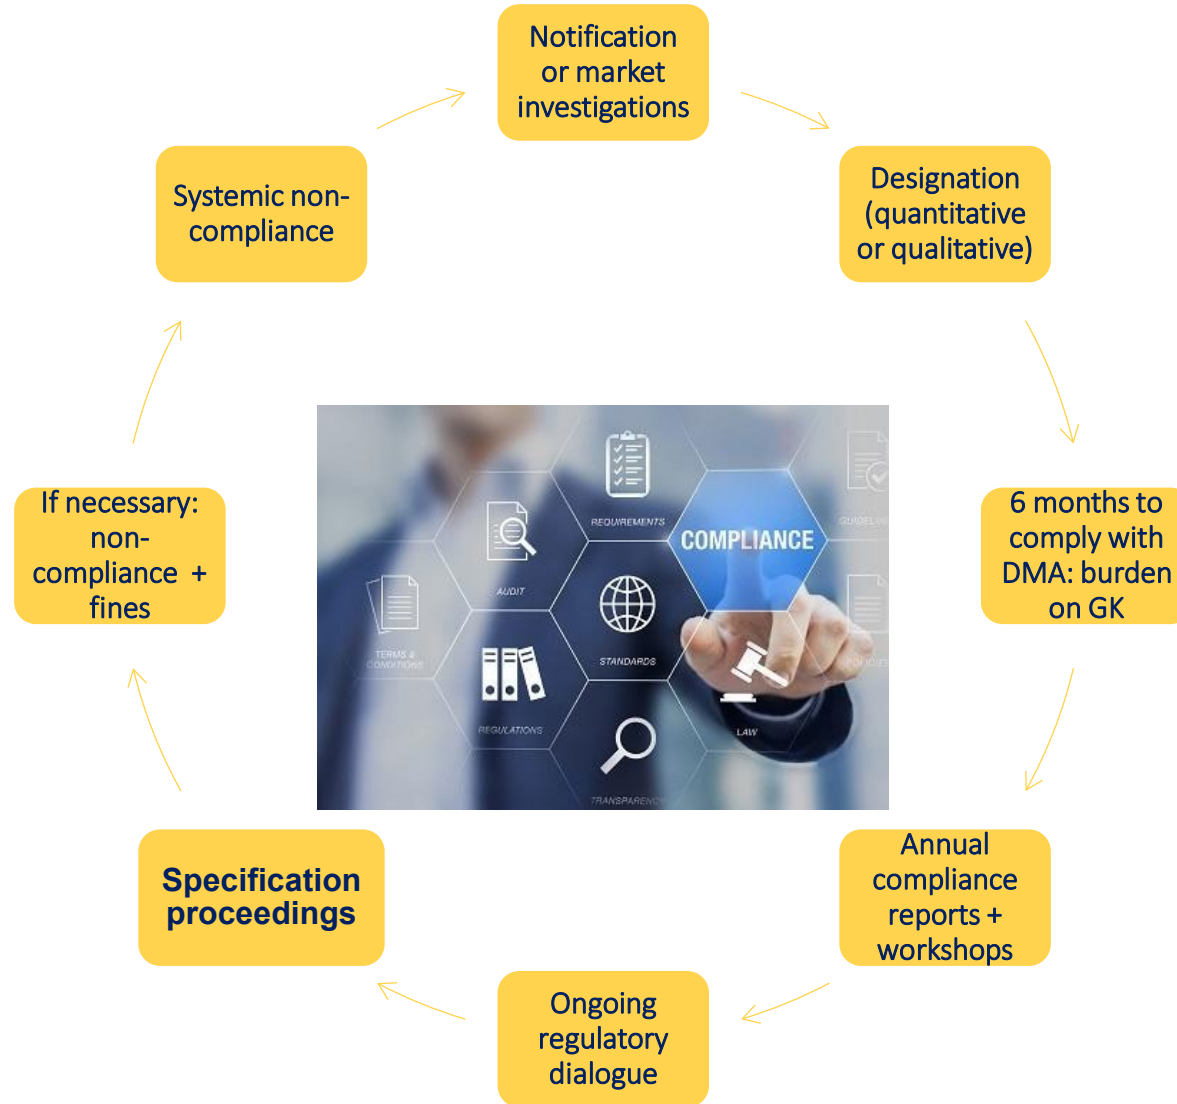 Notification
or market
investigations
Designation
(quantitative
or qualitative)
6 months to
comply with
DMA: burden
on GK
Annual
compliance
reports +
workshops
Ongoing
regulatory
dialogue
Specification
proceedings
If necessary:
non-
compliance +
fines
Systemic non-
compliance
REQUIREMENTS
COMPLIANCE
AUDIT
TERMS &
CONDITIONS
STANDARDS
REGULATIONS
LAW
POLICIES